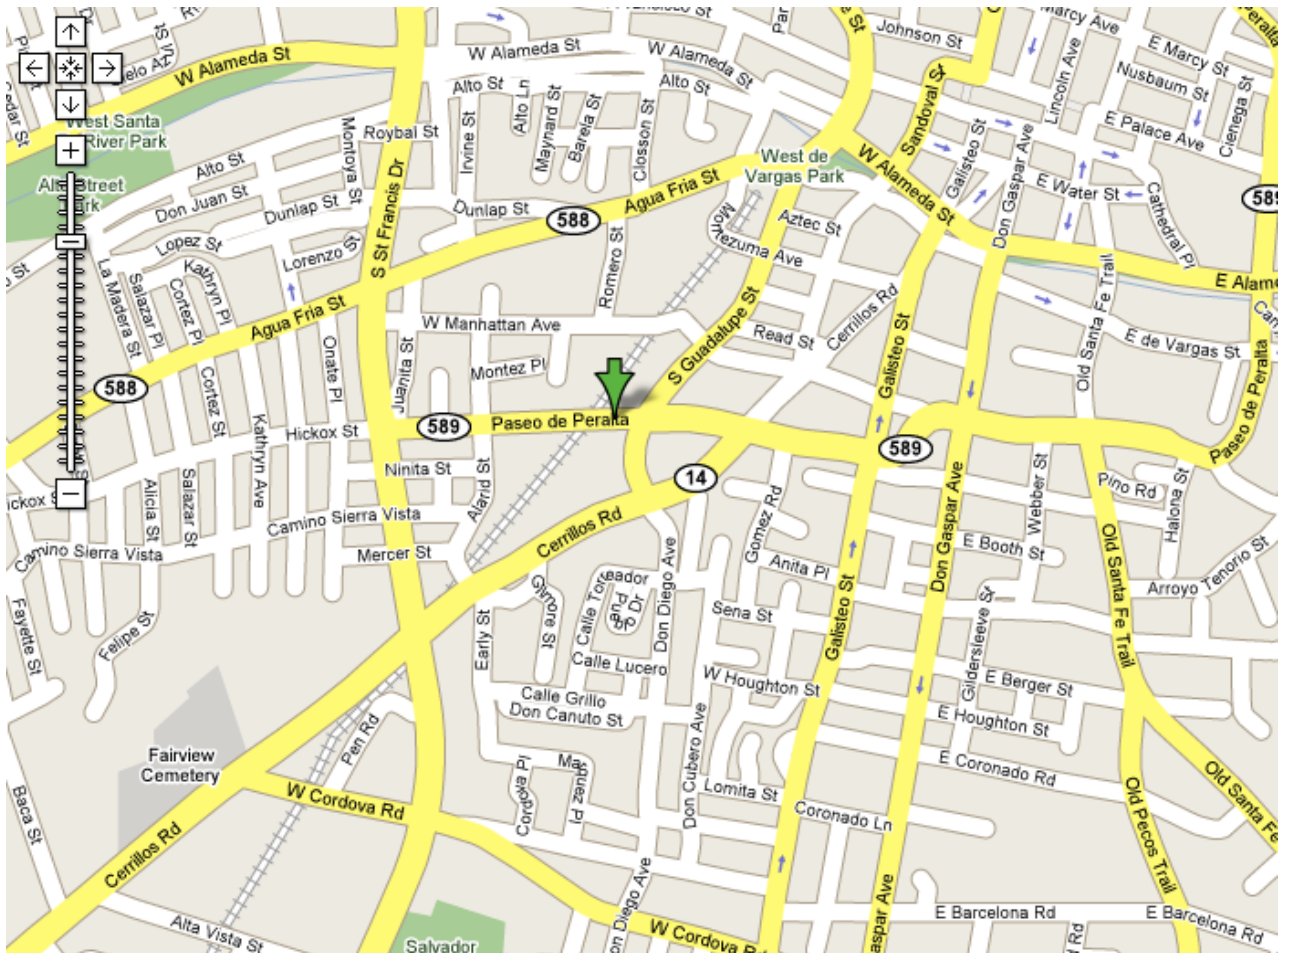 W Alameda St
W Alameda St
W Alameda St
Johnson St
Marcy Ave
E Marcy St
Nusbaum St
Cienega St
Lincoln Ave
E Palace Ave
Sandoval St
Alto St
Alto Ln
Alto St
Maynard St
Barela St
Closson St
Irvine St
Roybal St
Montoya St
West Santa
River Park
Cedar St
Alto St
Street
Don Juan St
Dunlap St
Dunlap St
Lopez St
Lorenzo St
S St Francis Dr
588
Agua Fria St
West de
Vargas Park
W Alameda St
Galisteo St
Don Gaspar Ave
E Water St
Cathedral Pl
589
Montezuma Ave
Aztec St
Romero St
La Madera St
Salazar Pl
Cortez Pl
Kathryn Pl
Agua Fria St
588
W Manhattan Ave
Montez Pl
Juanita St
Onate Pl
S Guadalupe St
Read St
Cerrillos Rd
Galisteo St
Old Santa Fe Trail
E de Vargas St
Paseo de Peralta
Cortez St
Kathryn Ave
Hickox St
589
Paseo de Peralta
589
14
Ninita St
Alarid St
Salazar St
Alicia St
Camino Sierra Vista
Camino Sierra Vista
Mercer St
Cerrillos Rd
Gomez Rd
Don Gaspar Ave
Weber St
Pino Rd
Halona St
E Booth St
Old Santa Fe Trail
Arroyo Tenorio St
Anita Pl
Don Diego Ave
Sena St
Galisteo St
Gildersleeve St
Fayette St
Felipe St
Early St
Calle Lucero
Calle Grillo
Don Canuto St
W Houghton St
E Berger St
E Houghton St
E Coronado Rd
Pen Rd
Fairview
Cemetery
W Cordova Rd
Cordova Pl
Don Cubero Ave
Lomita St
Coronado Ln
Old Pecos Trail
Old Santa Fe
Baca St
Cerrillos Rd
Alta Vista St
Salvador
W Cordova Rd
E Barcelona Rd
E Barcelona Rd